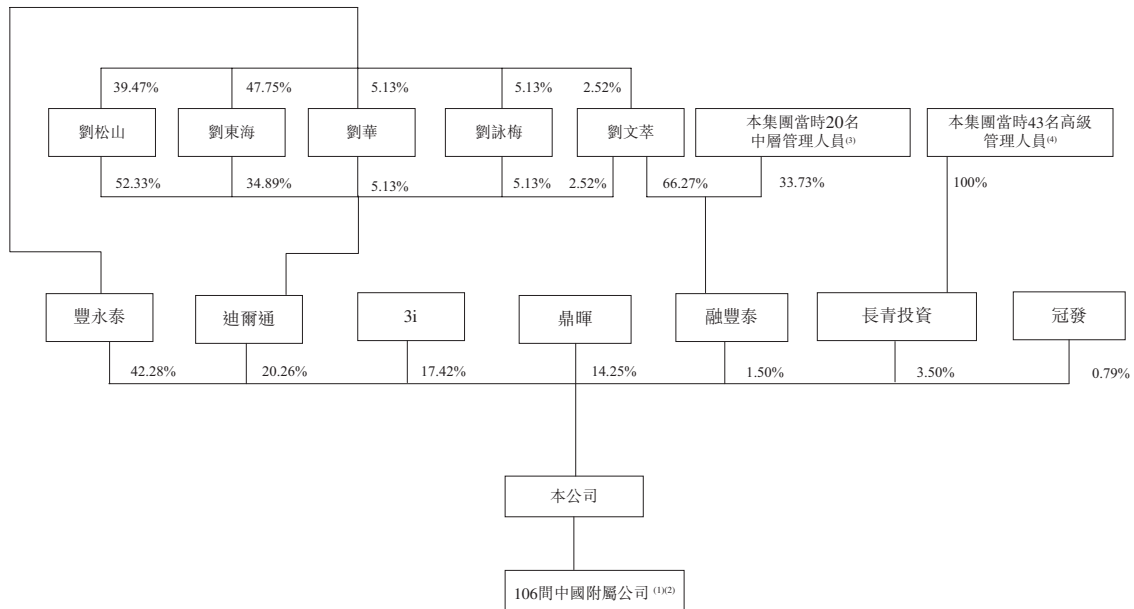 39.47% 47.75% 5.13% 5.13% 2.52%
劉松山 劉東海 劉華 劉詠梅 劉文萃
本集團當時20名
中層管理人員(3)
本集團當時43名高級
管理人員(4)
52.33% 34.89% 5.13% 5.13% 2.52% 66.27% 33.73% 100%
豐永泰 迪爾通 3i 鼎暉 融豐泰 長青投資 冠發
42.28% 20.26% 17.42% 14.25% 1.50% 3.50% 0.79%
本公司
106間中國附屬公司 (1)(2)